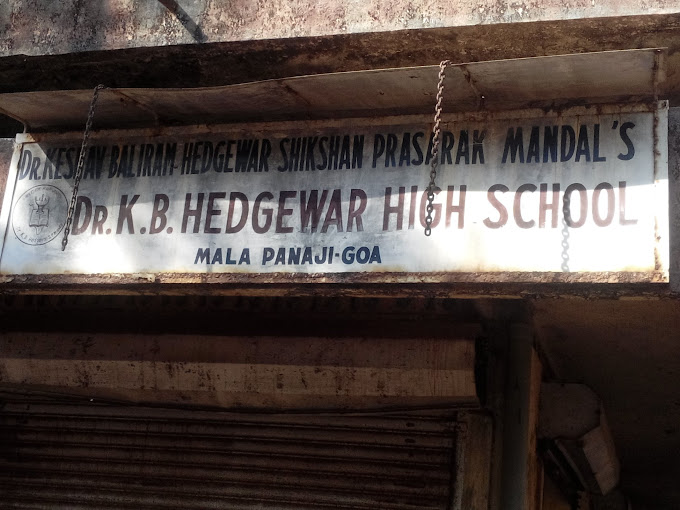 DR. KESHAV BALIRAM HEDGEWAR SHIKSHAN PRASARAK MANDAL'S
DR. K.B. HEDGEWAR HIGH SCHOOL
MALA PANAJI-GOA